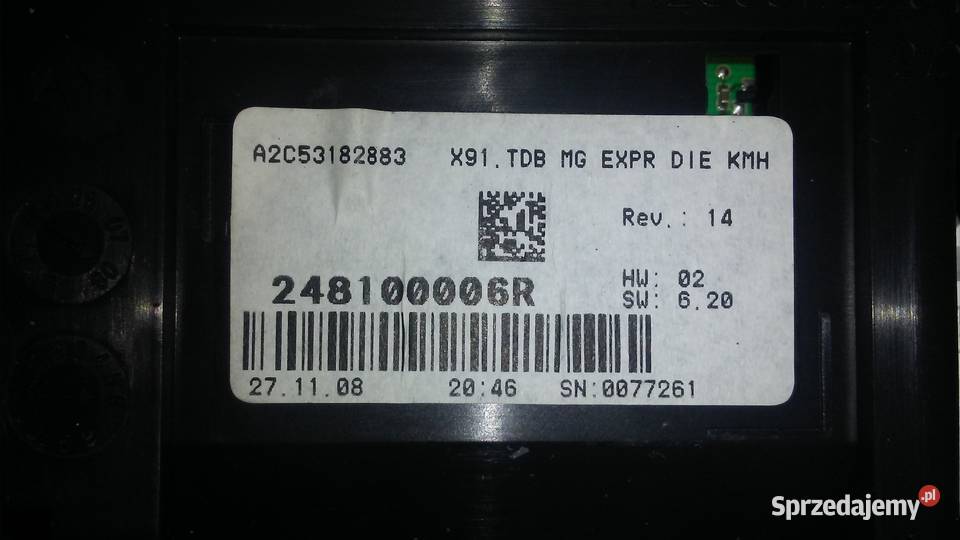 A2C53182883 X91.TDB MG EXPR DIE KMH
Rev.: 14
248100006R
HW: 02
SW: 6.20
27.11.08 20:46 SN:0077261
Sprzedajemy.pl